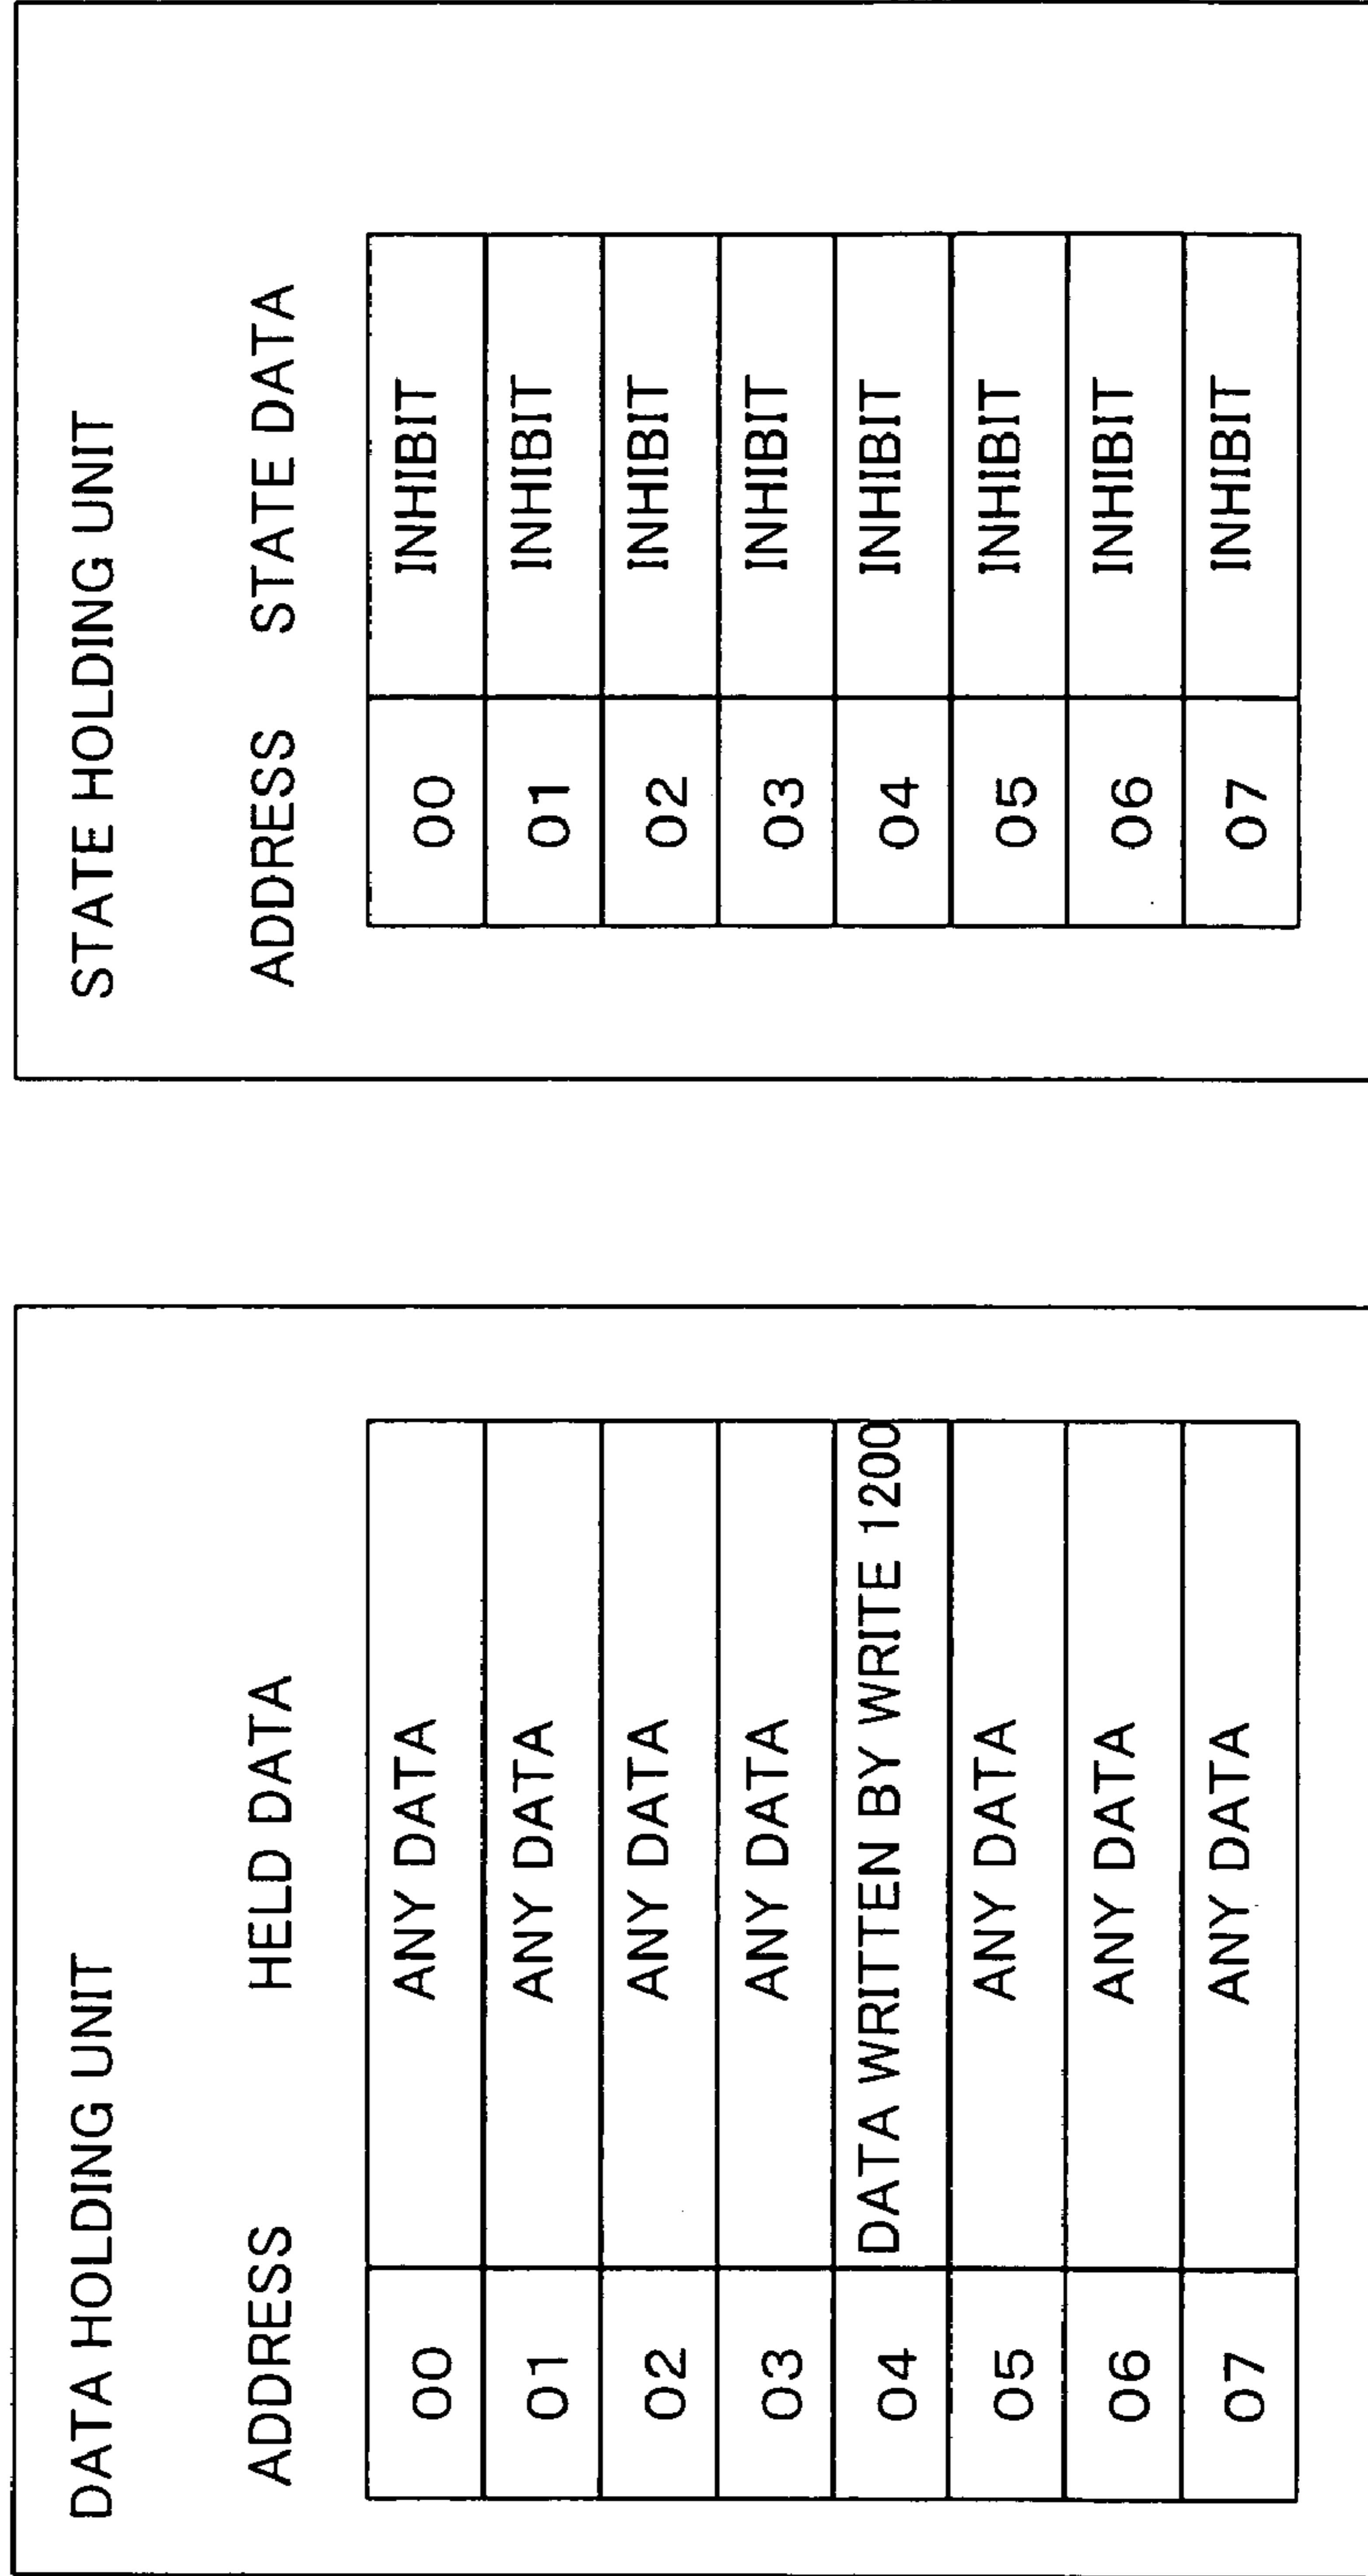 DATA HOLDING UNIT
ADDRESS HELD DATA
00 ANY DATA
01 ANY DATA
02 ANY DATA
03 ANY DATA
04 DATA WRITTEN BY WRITE 1200
05 ANY DATA
06 ANY DATA
07 ANY DATA
STATE HOLDING UNIT
ADDRESS STATE DATA
00 INHIBIT
01 INHIBIT
02 INHIBIT
03 INHIBIT
04 INHIBIT
05 INHIBIT
06 INHIBIT
07 INHIBIT